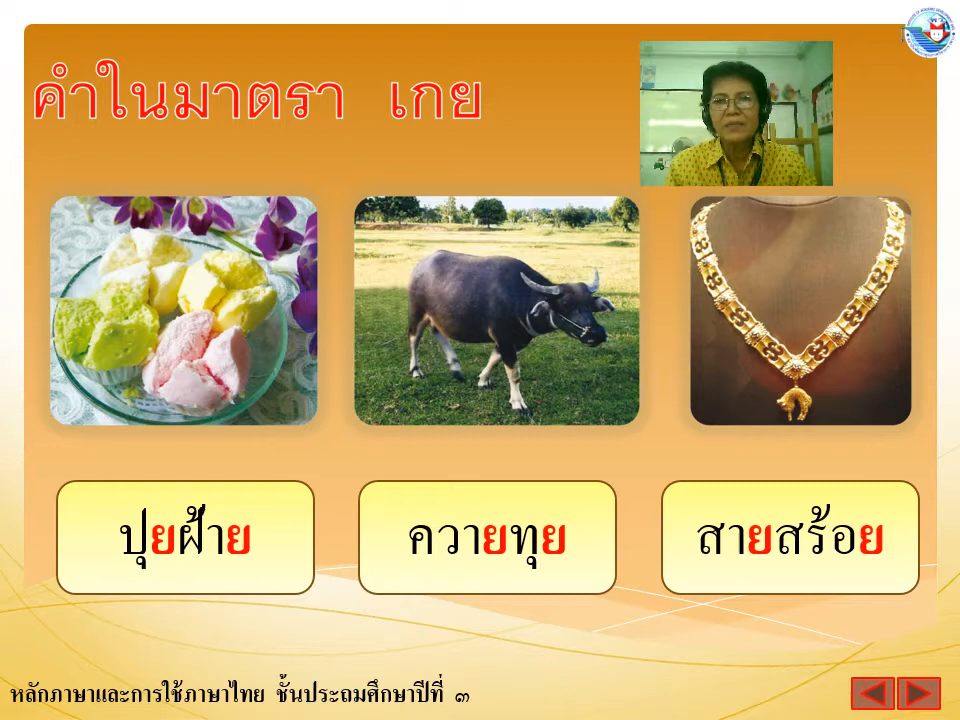 คำในมาตรา เกย
ปุยฝ้าย
ควายทุย
สายสร้อย
หลักภาษาและการใช้ภาษาไทย ชั้นประถมศึกษาปีที่ ๓